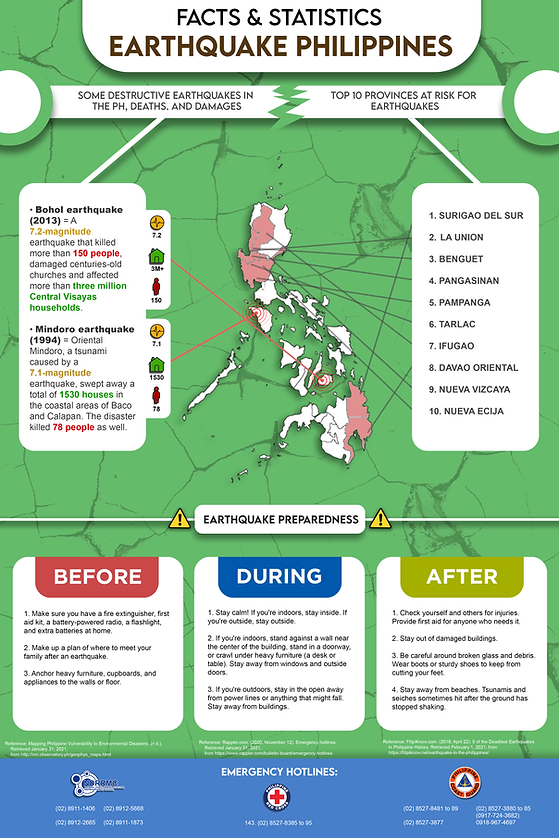 FACTS & STATISTICS
EARTHQUAKE PHILIPPINES
SOME DESTRUCTIVE EARTHQUAKES IN
THE PH, DEATHS, AND DAMAGES
TOP 10 PROVINCES AT RISK FOR
EARTHQUAKES
• Bohol earthquake
(2013) = A
7.2-magnitude
earthquake that killed
more than 150 people,
damaged centuries-old
churches and affected
more than three million
Central Visayas
households.
7.2
3M+
150
• Mindoro earthquake
(1994) = Oriental
Mindoro, a tsunami
caused by a
7.1-magnitude
earthquake, swept away a
total of 1530 houses in
the coastal areas of Baco
and Calapan. The disaster
killed 78 people as well.
7.1
1530
78
1. SURIGAO DEL SUR
2. LA UNION
3. BENGUET
4. PANGASINAN
5. PAMPANGA
6. TARLAC
7. IFUGAO
8. DAVAO ORIENTAL
9. NUEVA VIZCAYA
10. NUEVA ECIJA
EARTHQUAKE PREPAREDNESS
BEFORE
1. Make sure you have a fire extinguisher, first
aid kit, a battery-powered radio, a flashlight,
and extra batteries at home.
2. Make up a plan of where to meet your
family after an earthquake.
3. Anchor heavy furniture, cupboards, and
appliances to the walls or floor.
DURING
1. Stay calm! If you're indoors, stay inside. If
you're outside, stay outside.
2. If you're indoors, stand against a wall near
the center of the building, stand in a doorway,
or crawl under heavy furniture (a desk or
table). Stay away from windows and outside
doors.
3. If you're outdoors, stay in the open away
from power lines or anything that might fall.
Stay away from buildings.
AFTER
1. Check yourself and others for injuries.
Provide first aid for anyone who needs it.
2. Stay out of damaged buildings.
3. Be careful around broken glass and debris.
Wear boots or sturdy shoes to keep from
cutting your feet.
4. Stay away from beaches. Tsunamis and
seiches sometimes hit after the ground has
stopped shaking.
Reference: Mapping Philippine Vulnerability to Environmental Disasters. (n.d.).
Retrieved January 31, 2021,
from http://vm.observatory.ph/geophys_maps.html
Reference: Rappler.com. (2020, November 12). Emergency hotlines.
Retrieved January 31, 2021,
from https://www.rappler.com/bulletin-board/emergency-hotlines
Reference: FilipiKnow.com. (2018, April 22). 5 of the Deadliest Earthquakes
in Philippine History. Retrieved February 1, 2021, from
https://filipiknow.net/earthquake-in-the-philippines/
EMERGENCY HOTLINES:
(02) 8911-1406 (02) 8912-5668
(02) 8912-2665 (02) 8911-1873
143. (02) 8527-8385 to 95
(02) 8527-8481 to 89
(02) 8527-3877
(02) 8527-3880 to 85
(0917-724-3682)
0918-967-4697